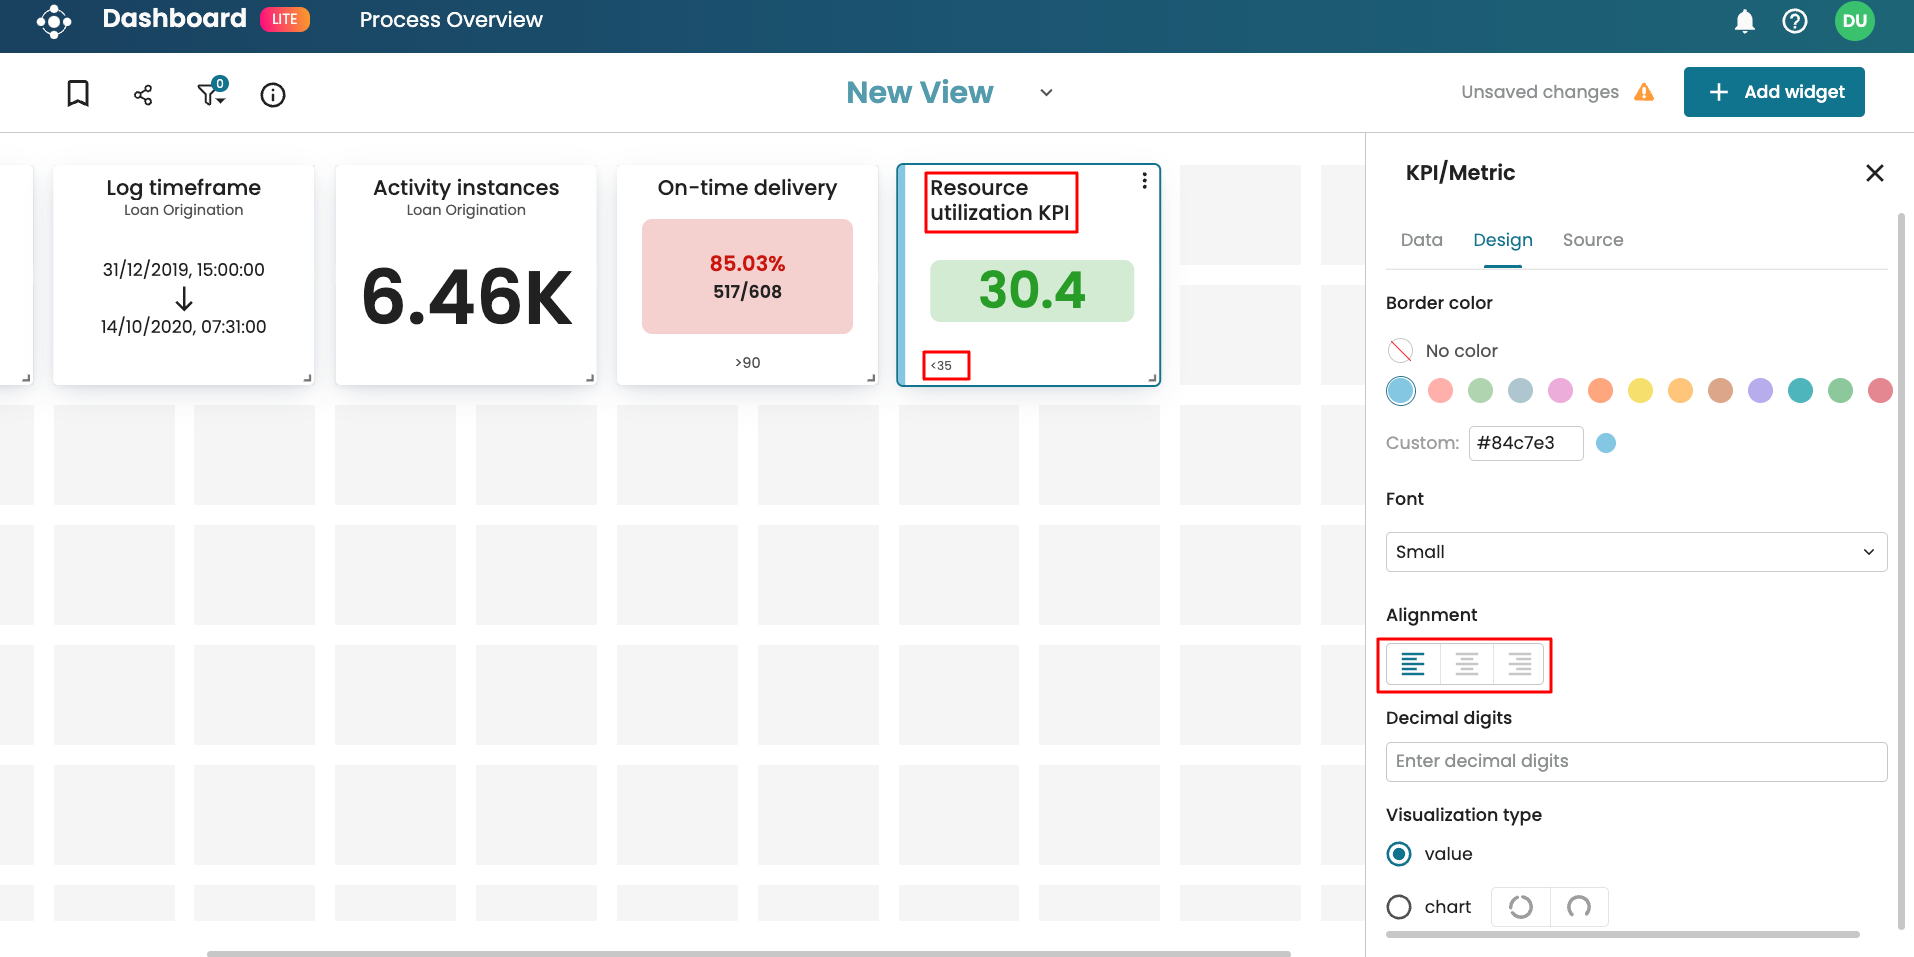 Dashboard LITE Process Overview DU
0 New View Unsaved changes Add widget
Log timeframe
Loan Origination
31/12/2019, 15:00:00
14/10/2020, 07:31:00
Activity instances
Loan Origination
6.46K
On-time delivery
85.03%
517/608
>90
Resource
utilization KPI
30.4
<35
KPI/Metric
Data Design Source
Border color
No color
Custom: #84c7e3
Font
Small
Alignment
Decimal digits
Enter decimal digits
Visualization type
value
chart